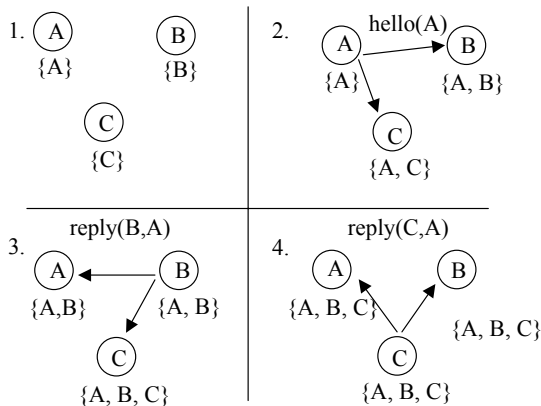 1.
A
B
{A}
{B}
C
{C}
2.
hello(A)
A
B
{A}
{A, B}
C
{A, C}
reply(B,A)
3.
A
B
{A,B}
{A, B}
C
{A, B, C}
reply(C,A)
4.
A
B
{A, B, C}
{A, B, C}
C
{A, B, C}